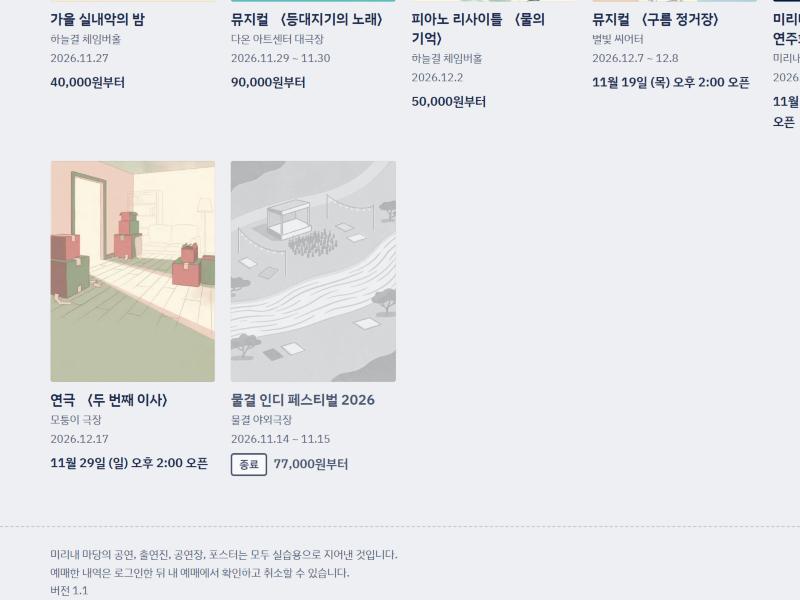 가을 실내악의 밤
하늘결 체임버홀
2026.11.27
40,000원부터
뮤지컬 〈등대지기의 노래〉
다온 아트센터 대극장
2026.11.29 ~ 11.30
90,000원부터
피아노 리사이틀 〈물의
기억〉
하늘결 체임버홀
2026.12.2
50,000원부터
뮤지컬 〈구름 정거장〉
별빛 씨어터
2026.12.7 ~ 12.8
11월 19일 (목) 오후 2:00 오픈
미리
연주
미리나
2026.
11월
오픈
연극 〈두 번째 이사〉
모퉁이 극장
2026.12.17
11월 29일 (일) 오후 2:00 오픈
물결 인디 페스티벌 2026
물결 야외극장
2026.11.14 ~ 11.15
종료 77,000원부터
미리내 마당의 공연, 출연진, 공연장, 포스터는 모두 실습용으로 지어낸 것입니다.
예매한 내역은 로그인한 뒤 내 예매에서 확인하고 취소할 수 있습니다.
버전 1.1